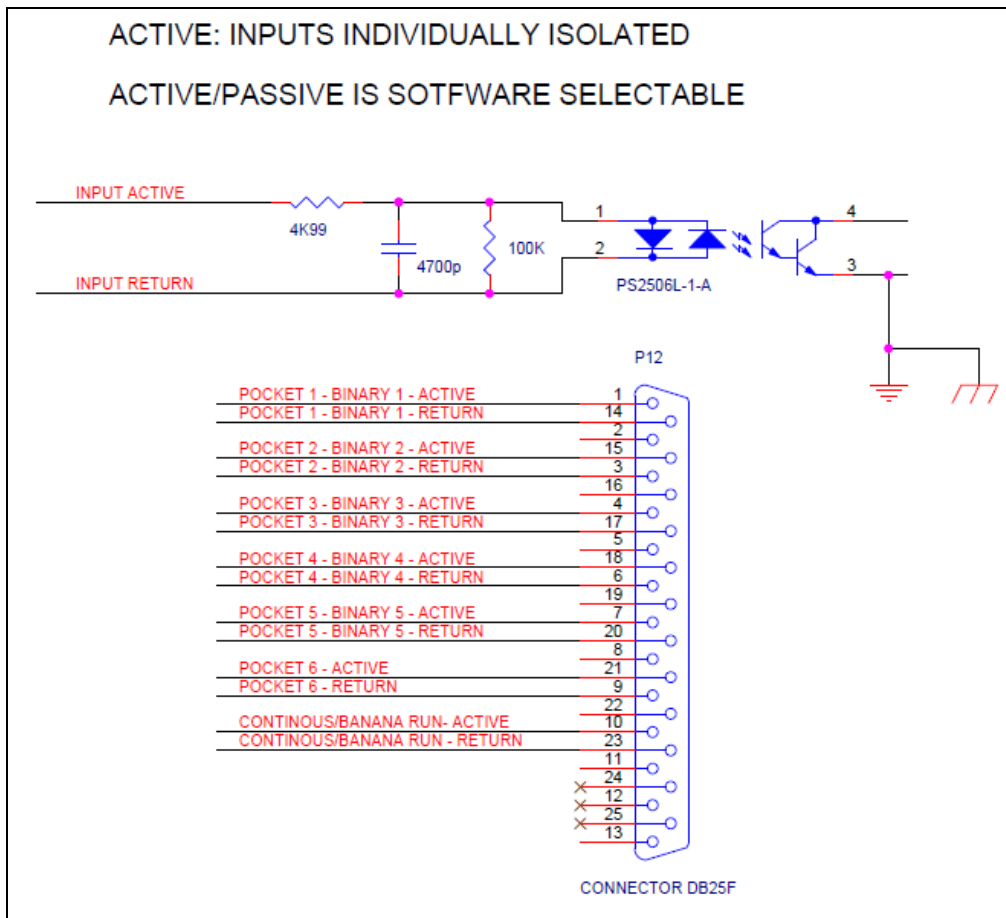 ACTIVE: INPUTS INDIVIDUALLY ISOLATED
ACTIVE/PASSIVE IS SOTFWARE SELECTABLE
INPUT ACTIVE
4K99
4700p
100K
1
2
PS2506L-1-A
4
3
INPUT RETURN
P12
POCKET 1 - BINARY 1 - ACTIVE 1
POCKET 1 - BINARY 1 - RETURN 14
2
POCKET 2 - BINARY 2 - ACTIVE 15
POCKET 2 - BINARY 2 - RETURN 3
16
POCKET 3 - BINARY 3 - ACTIVE 4
POCKET 3 - BINARY 3 - RETURN 17
5
POCKET 4 - BINARY 4 - ACTIVE 18
POCKET 4 - BINARY 4 - RETURN 6
19
POCKET 5 - BINARY 5 - ACTIVE 7
POCKET 5 - BINARY 5 - RETURN 20
8
POCKET 6 - ACTIVE 21
POCKET 6 - RETURN 9
22
CONTINOUS/BANANA RUN- ACTIVE 10
CONTINOUS/BANANA RUN - RETURN 23
11
24
12
25
13
CONNECTOR DB25F